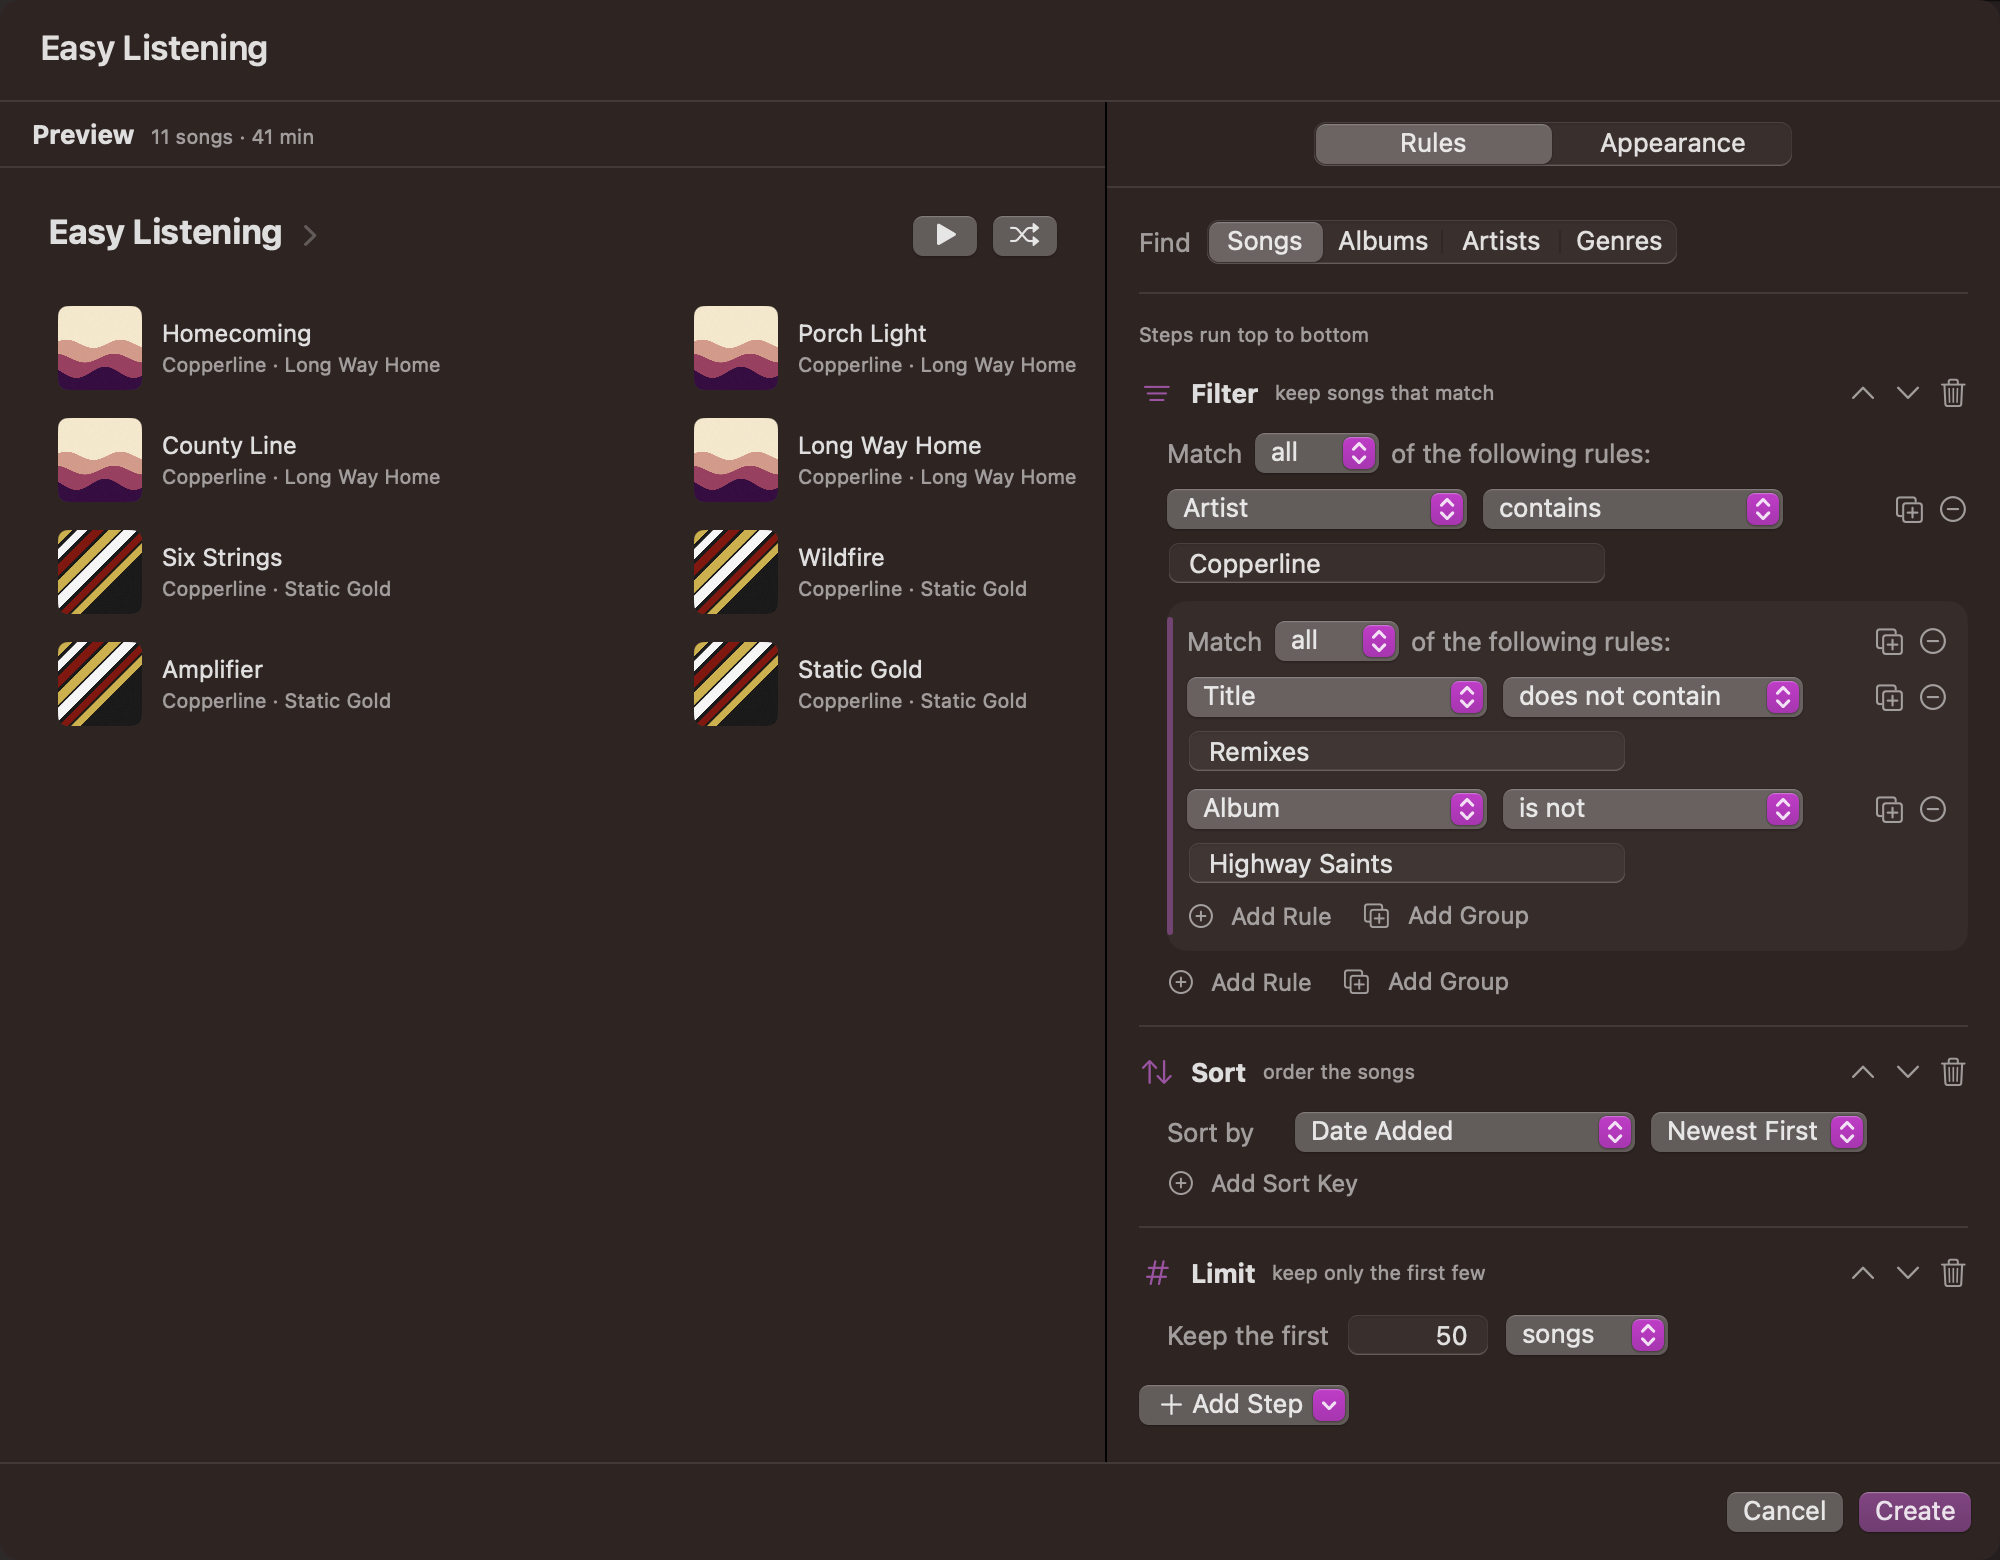 Easy Listening
Preview 11 songs · 41 min
Easy Listening
Homecoming
Copperline · Long Way Home
Porch Light
Copperline · Long Way Home
County Line
Copperline · Long Way Home
Long Way Home
Copperline · Long Way Home
Six Strings
Copperline · Static Gold
Wildfire
Copperline · Static Gold
Amplifier
Copperline · Static Gold
Static Gold
Copperline · Static Gold
Rules Appearance
Find Songs Albums Artists Genres
Steps run top to bottom
Filter keep songs that match
Match all of the following rules:
Artist contains
Copperline
Match all of the following rules:
Title does not contain
Remixes
Album is not
Highway Saints
Add Rule Add Group
Add Rule Add Group
Sort order the songs
Sort by Date Added Newest First
Add Sort Key
# Limit keep only the first few
Keep the first 50 songs
+ Add Step
Cancel Create